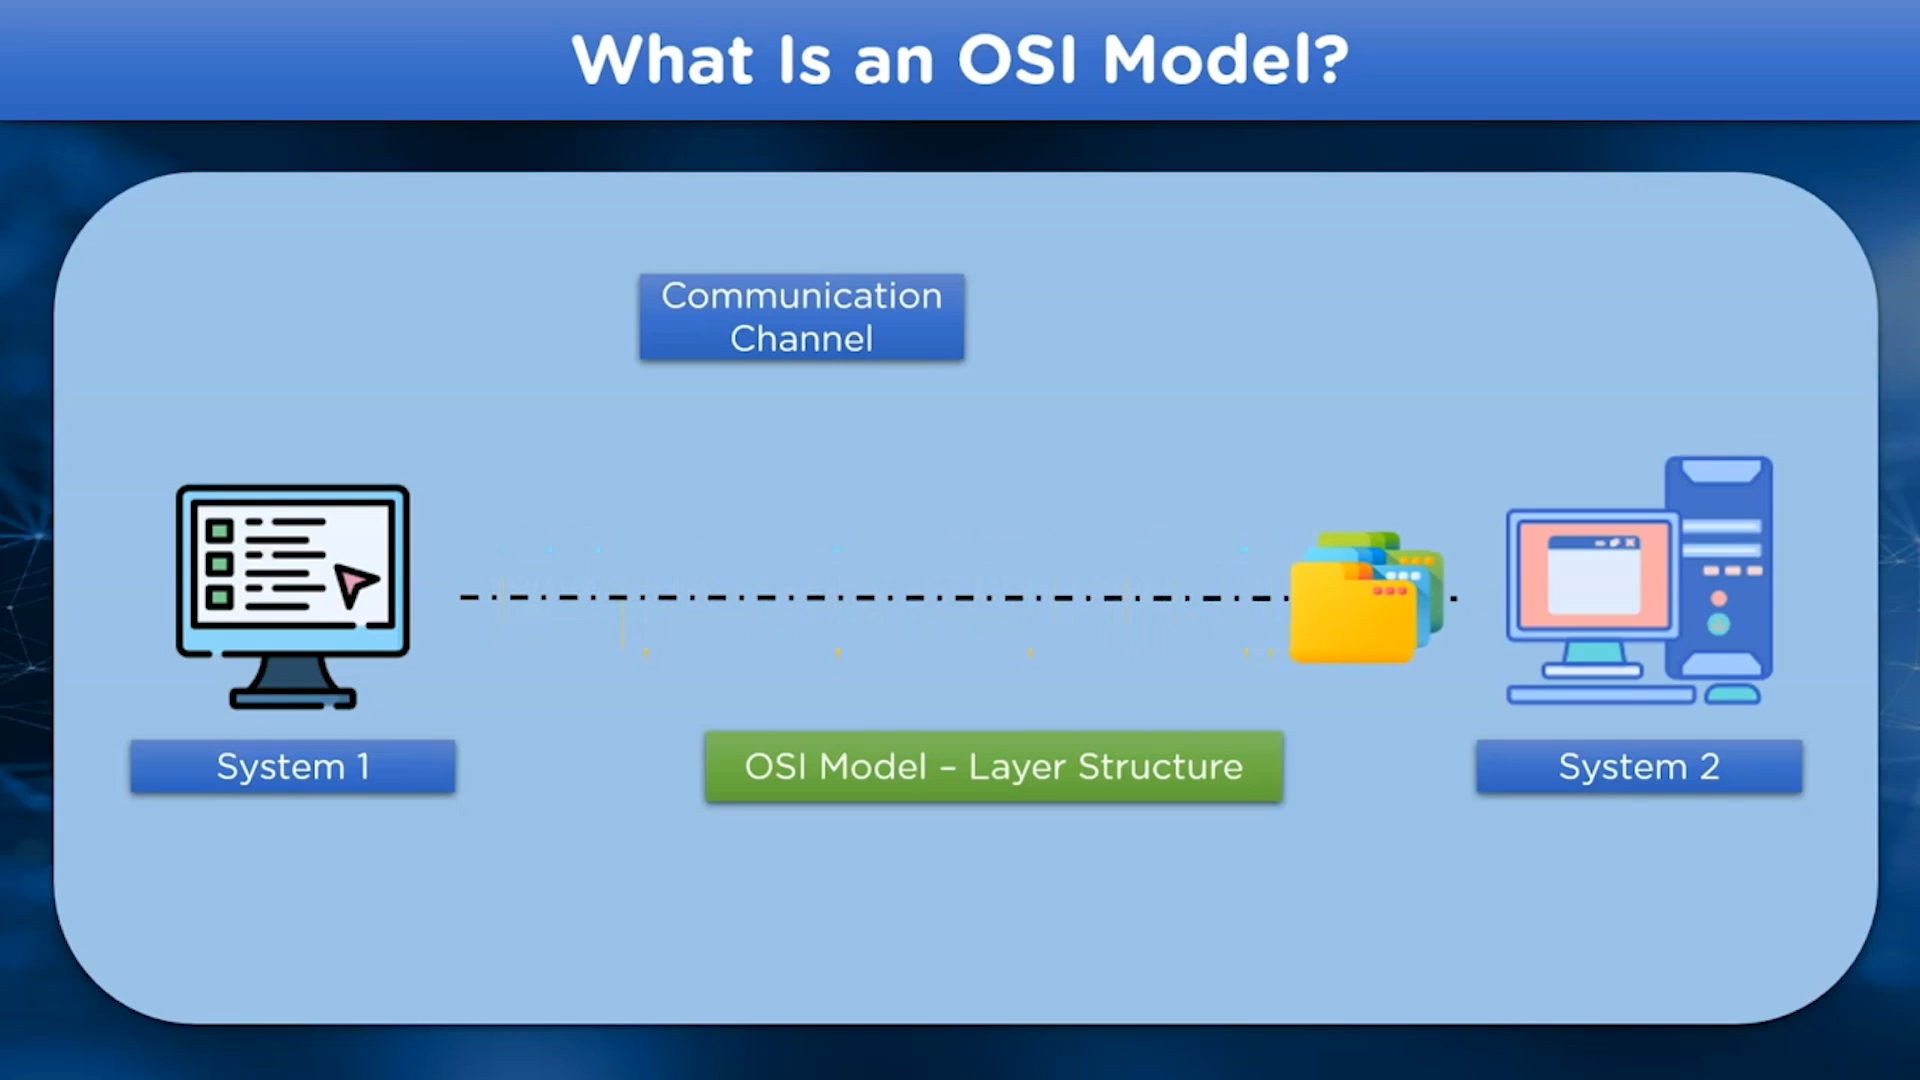 What Is an OSI Model?
Communication
Channel
System 1
OSI Model – Layer Structure
System 2